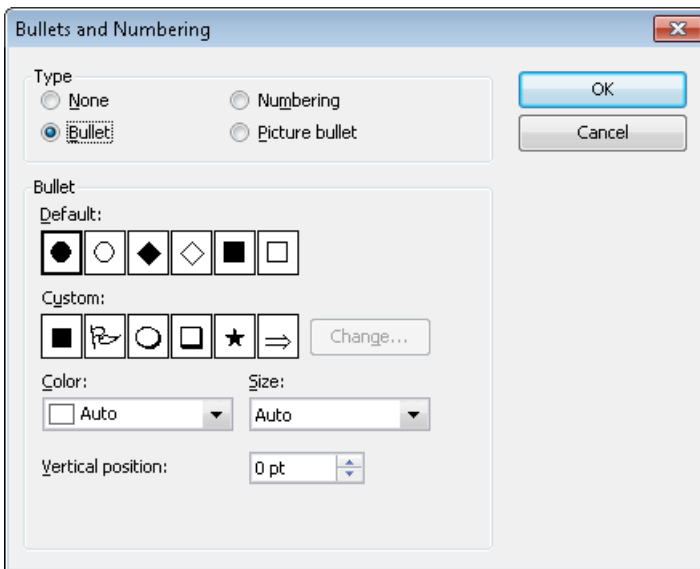 Bullets and Numbering
Type
None
Numbering
OK
Bullet
Picture bullet
Cancel
Bullet
Default:
Custom:
Change...
Color:
Size:
Auto
Auto
Vertical position:
0 pt